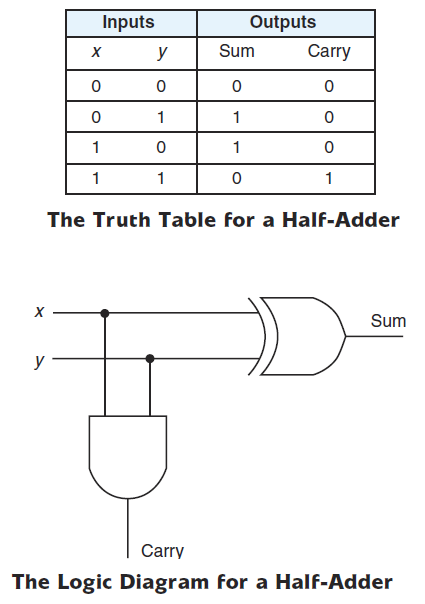 Inputs Outputs
x y Sum Carry
0 0 0 0
0 1 1 0
1 0 1 0
1 1 0 1
The Truth Table for a Half-Adder
x
Sum
y
Carry
The Logic Diagram for a Half-Adder